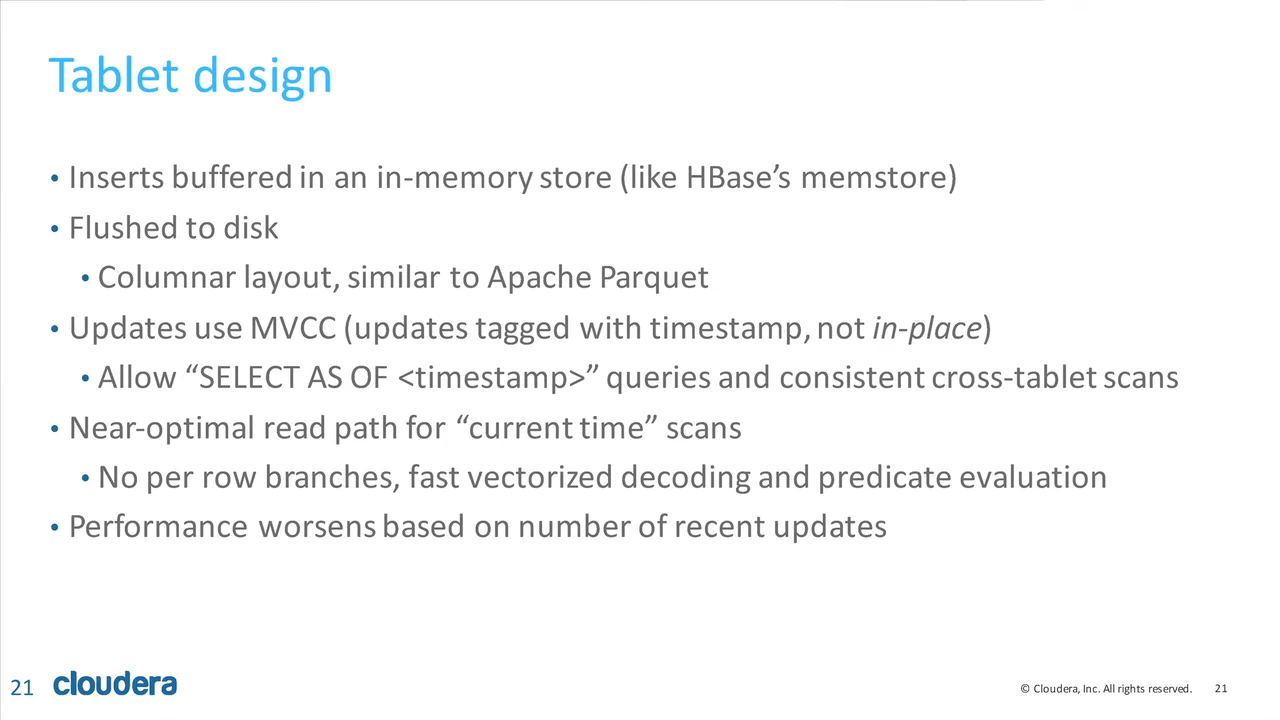 Tablet design
• Inserts buffered in an in-memory store (like HBase’s memstore)
• Flushed to disk
• Columnar layout, similar to Apache Parquet
• Updates use MVCC (updates tagged with timestamp, not in-place)
• Allow “SELECT AS OF <timestamp>” queries and consistent cross-tablet scans
• Near-optimal read path for “current time” scans
• No per row branches, fast vectorized decoding and predicate evaluation
• Performance worsens based on number of recent updates
21 cloudera © Cloudera, Inc. All rights reserved. 21